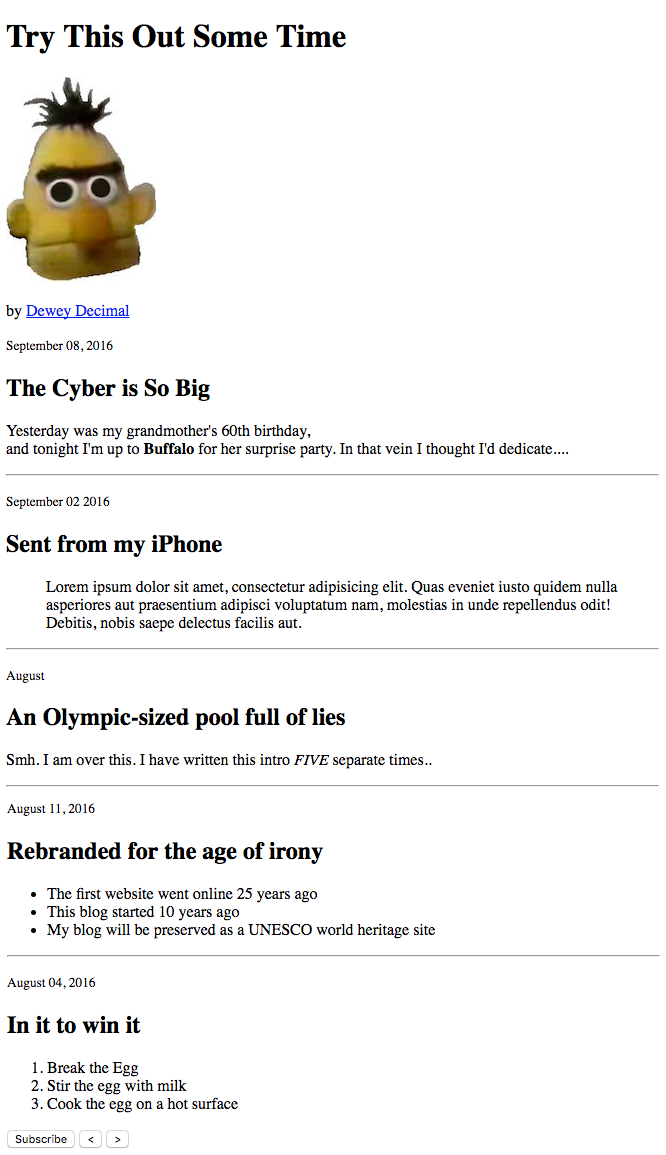 Try This Out Some Time
by Dewey Decimal
September 08, 2016
The Cyber is So Big
Yesterday was my grandmother's 60th birthday,
and tonight I'm up to Buffalo for her surprise party. In that vein I thought I'd dedicate....
September 02 2016
Sent from my iPhone
Lorem ipsum dolor sit amet, consectetur adipisicing elit. Quas eveniet iusto quidem nulla
asperiores aut praesentium adipisci voluptatum nam, molestias in unde repellendus odit!
Debitis, nobis saepe delectus facilis aut.
August
An Olympic-sized pool full of lies
Smh. I am over this. I have written this intro FIVE separate times..
August 11, 2016
Rebranded for the age of irony
• The first website went online 25 years ago
• This blog started 10 years ago
• My blog will be preserved as a UNESCO world heritage site
August 04, 2016
In it to win it
1. Break the Egg
2. Stir the egg with milk
3. Cook the egg on a hot surface
Subscribe < >